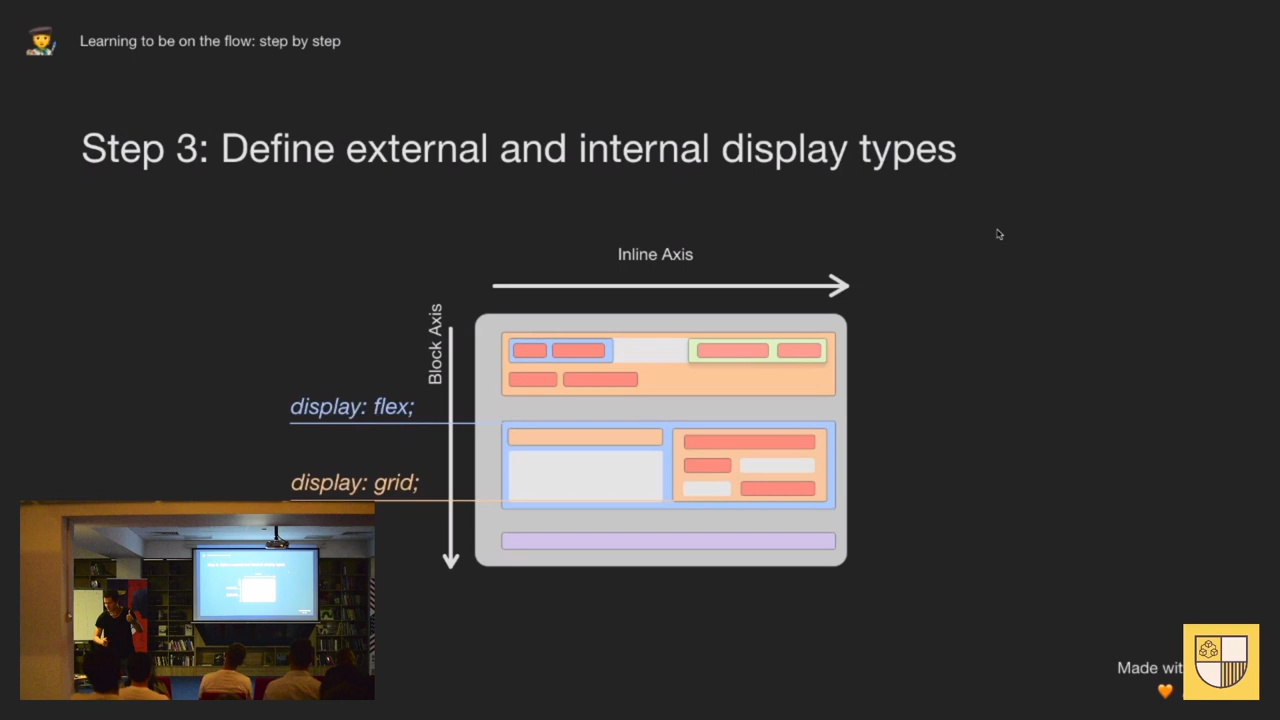 Learning to be on the flow: step by step
Step 3: Define external and internal display types
Inline Axis
Block Axis
display: flex;
display: grid;
Made